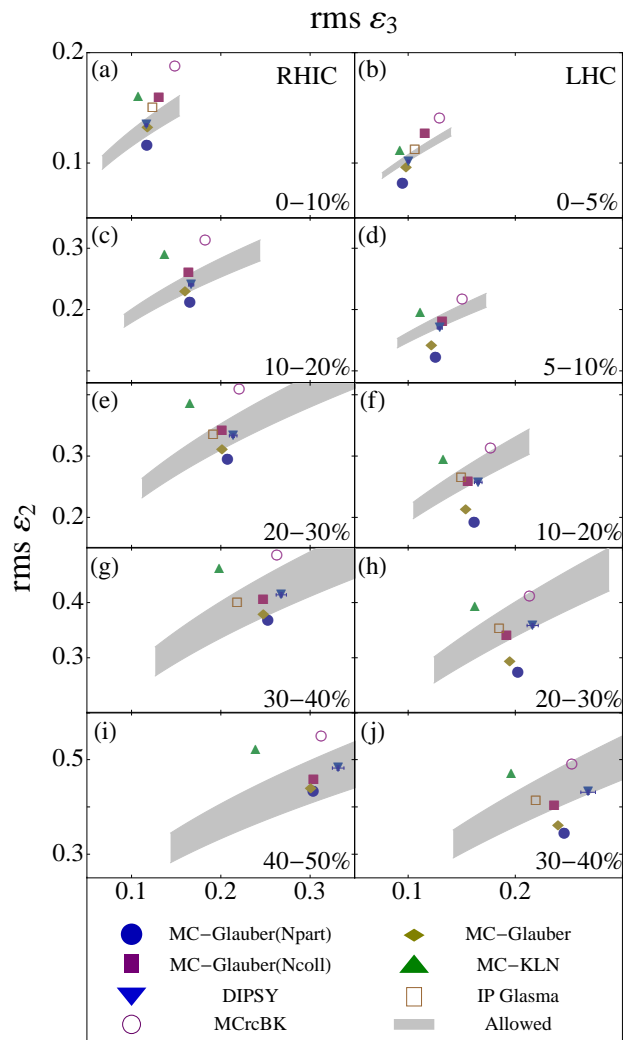 rms ε3
0.2
(a)
RHIC
(b)
LHC
0.1
0−10%
0−5%
(c)
(d)
0.3
0.2
10−20%
5−10%
(e)
(f)
0.3
0.2
20−30%
10−20%
rms ε2
(g)
(h)
0.4
0.3
30−40%
20−30%
(i)
(j)
0.5
0.3
40−50%
30−40%
0.1 0.2 0.3 0.1 0.2
MC−Glauber(Npart) MC−Glauber
MC−Glauber(Ncoll) MC−KLN
DIPSY IP Glasma
MCrcBK Allowed